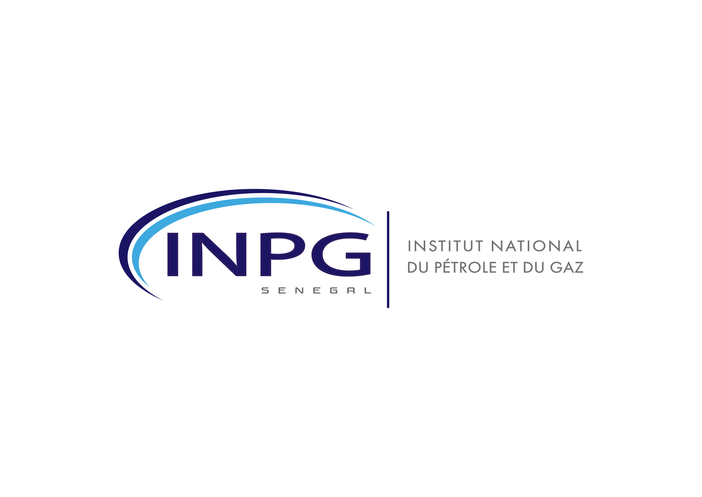 INPG
SENEGAL
INSTITUT NATIONAL
DU PÉTROLE ET DU GAZ